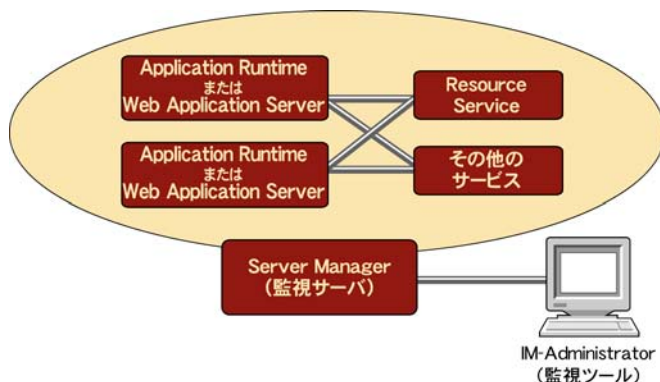 Application Runtime
または
Web Application Server
Resource
Service
Application Runtime
または
Web Application Server
その他の
サービス
Server Manager
(監視サーバ)
IM-Administrator
(監視ツール)